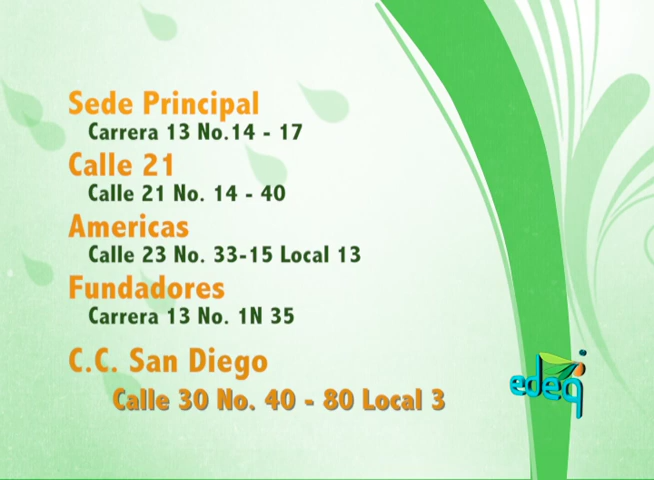 Sede Principal
Carrera 13 No.14 - 17
Calle 21
Calle 21 No. 14 - 40
Americas
Calle 23 No. 33-15 Local 13
Fundadores
Carrera 13 No. 1N 35
C.C. San Diego
Calle 30 No. 40 - 80 Local 3
edeq